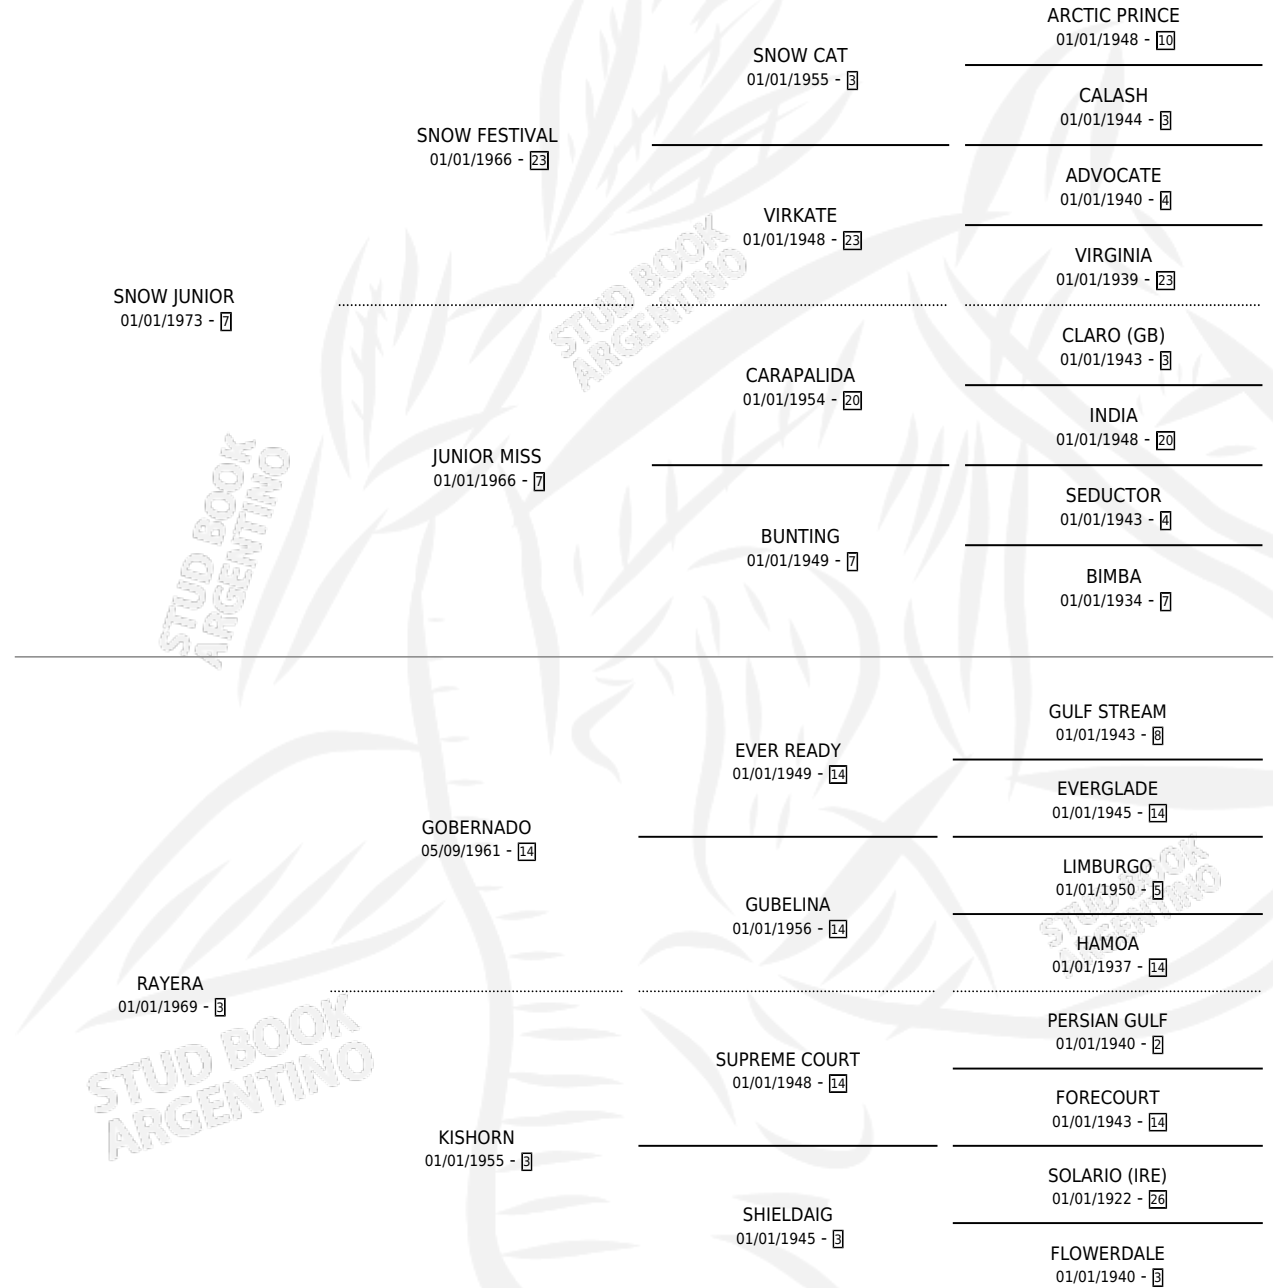 ARCTIC PRINCE
01/01/1948 - 10
SNOW CAT
01/01/1955 - 3
CALASH
01/01/1944 - 3
SNOW FESTIVAL
01/01/1966 - 23
ADVOCATE
01/01/1940 - 4
VIRKATE
01/01/1948 - 23
VIRGINIA
01/01/1939 - 23
SNOW JUNIOR
01/01/1973 - 7
CLARO (GB)
01/01/1943 - 3
CARAPALIDA
01/01/1954 - 20
INDIA
01/01/1948 - 20
JUNIOR MISS
01/01/1966 - 7
SEDUCTOR
01/01/1943 - 4
BUNTING
01/01/1949 - 7
BIMBA
01/01/1934 - 7
STUD BOOK
ARGENTINO
STUD BOOK
ARGENTINO
GULF STREAM
01/01/1943 - 8
EVER READY
01/01/1949 - 14
EVERGLADE
01/01/1945 - 14
GOBERNADO
05/09/1961 - 14
LIMBURGO
01/01/1950 - 5
GUBELINA
01/01/1956 - 14
HAMOA
01/01/1937 - 14
RAYERA
01/01/1969 - 3
PERSIAN GULF
01/01/1940 - 2
SUPREME COURT
01/01/1948 - 14
FORECOURT
01/01/1943 - 14
KISHORN
01/01/1955 - 3
SOLARIO (IRE)
01/01/1922 - 26
SHIELDAIG
01/01/1945 - 3
FLOWERDALE
01/01/1940 - 3
STUD BOOK
ARGENTINO
STUD BOOK
ARGENTINO